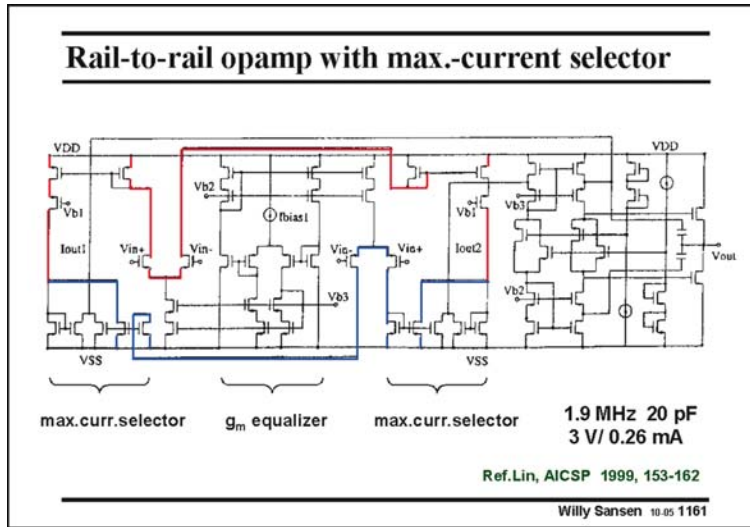 Rail-to-rail opamp with max.-current selector
VDD
VDD
Vb2
Vb3
Vb1
Ibias1
Vb1
Iout1
Vin+
Vin-
Vin-
Vin+
Iout2
Vout
Vb3
Vb2
VSS
VSS
max.curr.selector
gm equalizer
max.curr.selector
1.9 MHz 20 pF
3 V/ 0.26 mA
Ref.Lin, AICSP 1999, 153-162
Willy Sansen 10-05 1161